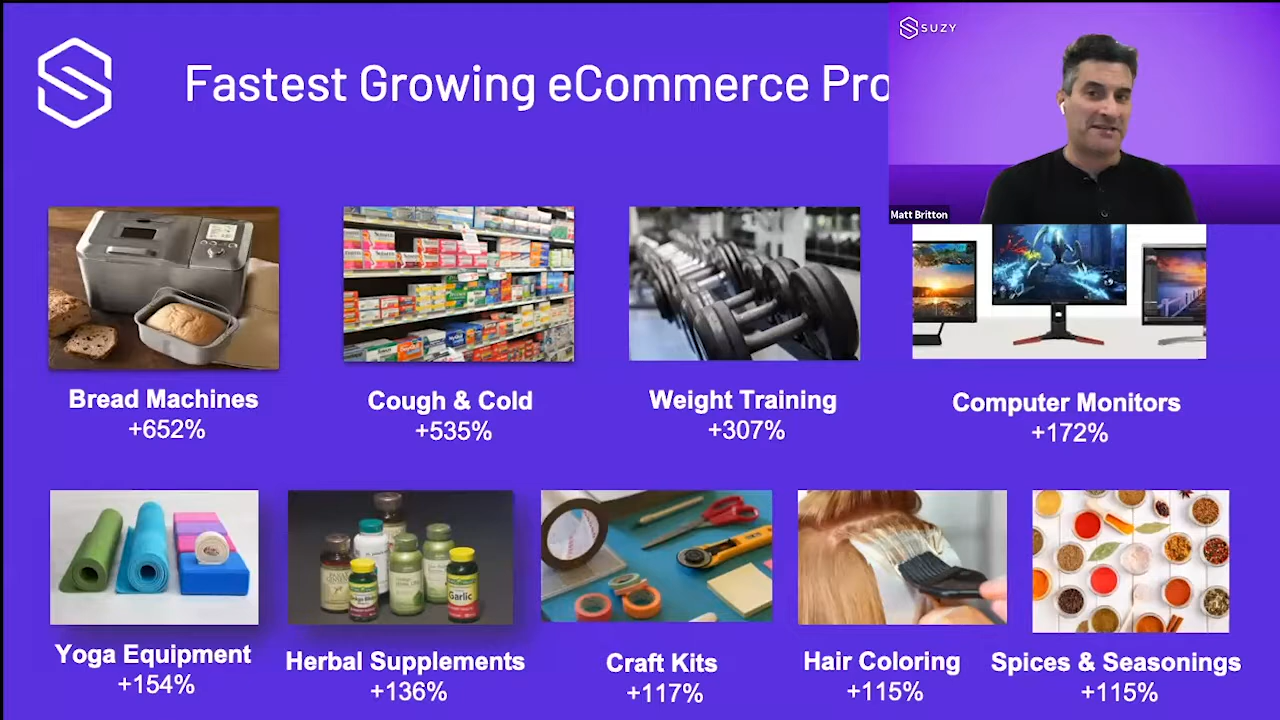 SUZY
Fastest Growing eCommerce Pro
Matt Britton
Bread Machines
+652%
Cough & Cold
+535%
Weight Training
+307%
Computer Monitors
+172%
Garlic
Yoga Equipment
+154%
Herbal Supplements
+136%
Craft Kits
+117%
Hair Coloring
+115%
Spices & Seasonings
+115%